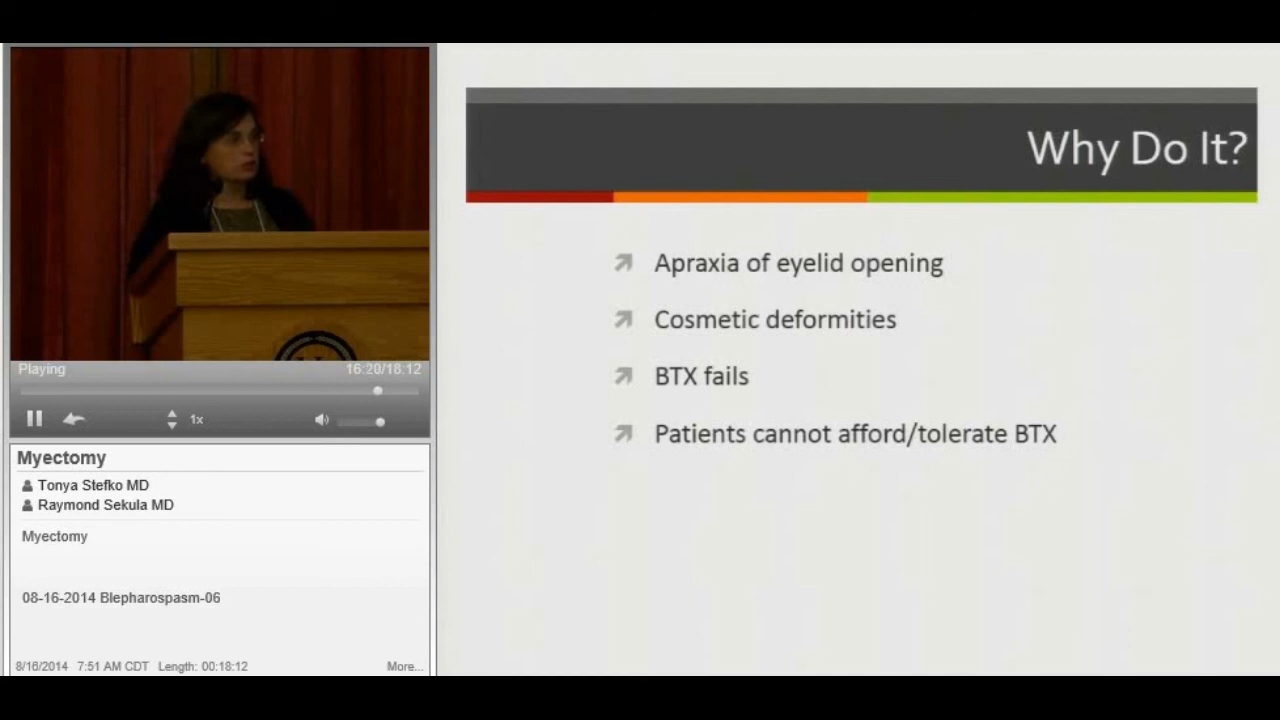 Why Do It?
Apraxia of eyelid opening
Cosmetic deformities
BTX fails
Patients cannot afford/tolerate BTX
Playing
16:20/18:12
1x
Myectomy
Tonya Stefko MD
Raymond Sekula MD
Myectomy
08-16-2014 Blepharospasm-06
8/16/2014 7:51 AM CDT Length: 00:18:12 More...